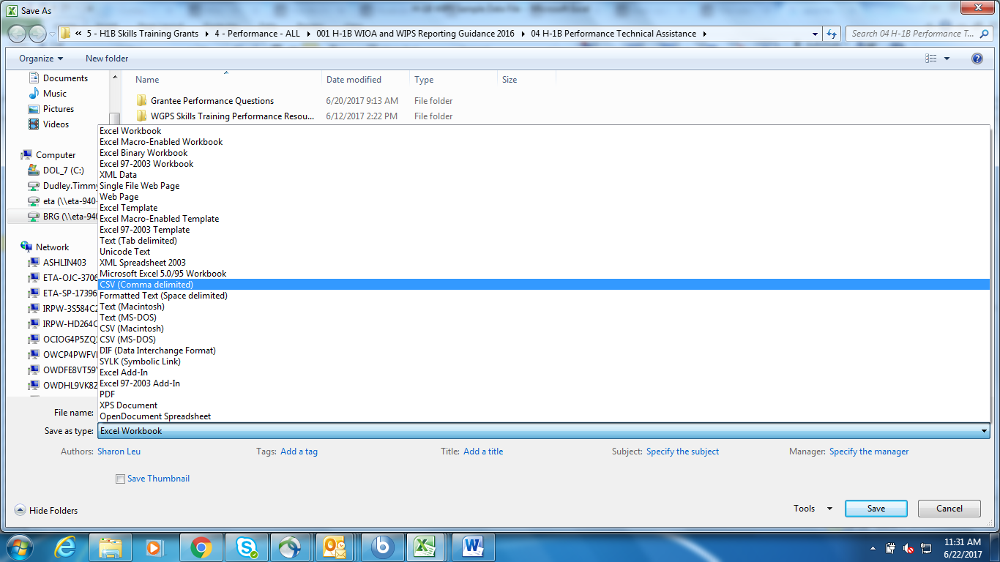 Save As
« 5 - H1B Skills Training Grants ▸ 4 - Performance - ALL ▸ 001 H-1B WIOA and WIPS Reporting Guidance 2016 ▸ 04 H-1B Performance Technical Assistance ▸
Search 04 H-1B Performance T...
Organize New folder
Name Date modified Type Size
Grantee Performance Questions 6/20/2017 9:13 AM File folder
WGPS Skills Training Performance Resou... 6/12/2017 2:22 PM File folder
Documents
Music
Pictures
Videos
Computer
DOL_7 (C:)
Dudley.Timmy
eta (\\eta-940-
BRG (\\eta-940
Network
ASHLIN403
ETA-OJC-3706
ETA-SP-17396
IRPW-3S584C2
IRPW-HD264C
OCIOG4P5ZQ
OWCP4PWFV
OWDFE8VT59
OWDHL9VK8Z
Excel Workbook
Excel Macro-Enabled Workbook
Excel Binary Workbook
Excel 97-2003 Workbook
XML Data
Single File Web Page
Web Page
Excel Template
Excel Macro-Enabled Template
Excel 97-2003 Template
Text (Tab delimited)
Unicode Text
XML Spreadsheet 2003
Microsoft Excel 5.0/95 Workbook
CSV (Comma delimited)
Formatted Text (Space delimited)
Text (Macintosh)
Text (MS-DOS)
CSV (Macintosh)
CSV (MS-DOS)
DIF (Data Interchange Format)
SYLK (Symbolic Link)
Excel Add-In
Excel 97-2003 Add-In
PDF
XPS Document
OpenDocument Spreadsheet
File name:
Save as type: Excel Workbook
Authors: Sharon Leu Tags: Add a tag Title: Add a title Subject: Specify the subject Manager: Specify the manager
Save Thumbnail
Hide Folders
Tools Save Cancel
11:31 AM
6/22/2017